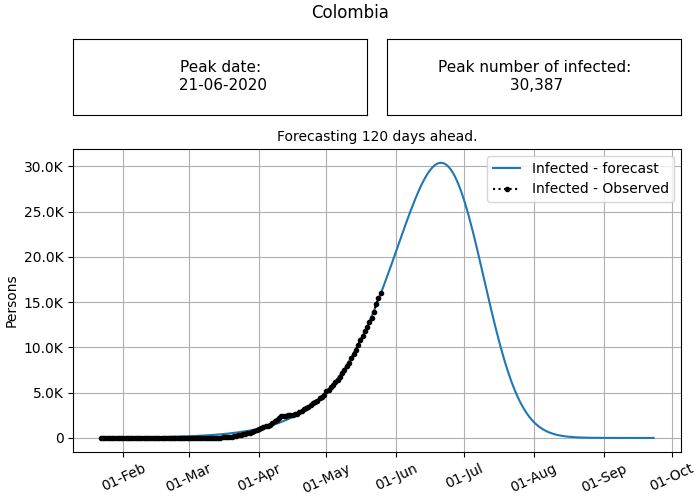 Colombia
Peak date:
21-06-2020
Peak number of infected:
30,387
Forecasting 120 days ahead.
Infected - forecast
Infected - Observed
Persons
30.0K
25.0K
20.0K
15.0K
10.0K
5.0K
0
01-Feb
01-Mar
01-Apr
01-May
01-Jun
01-Jul
01-Aug
01-Sep
01-Oct